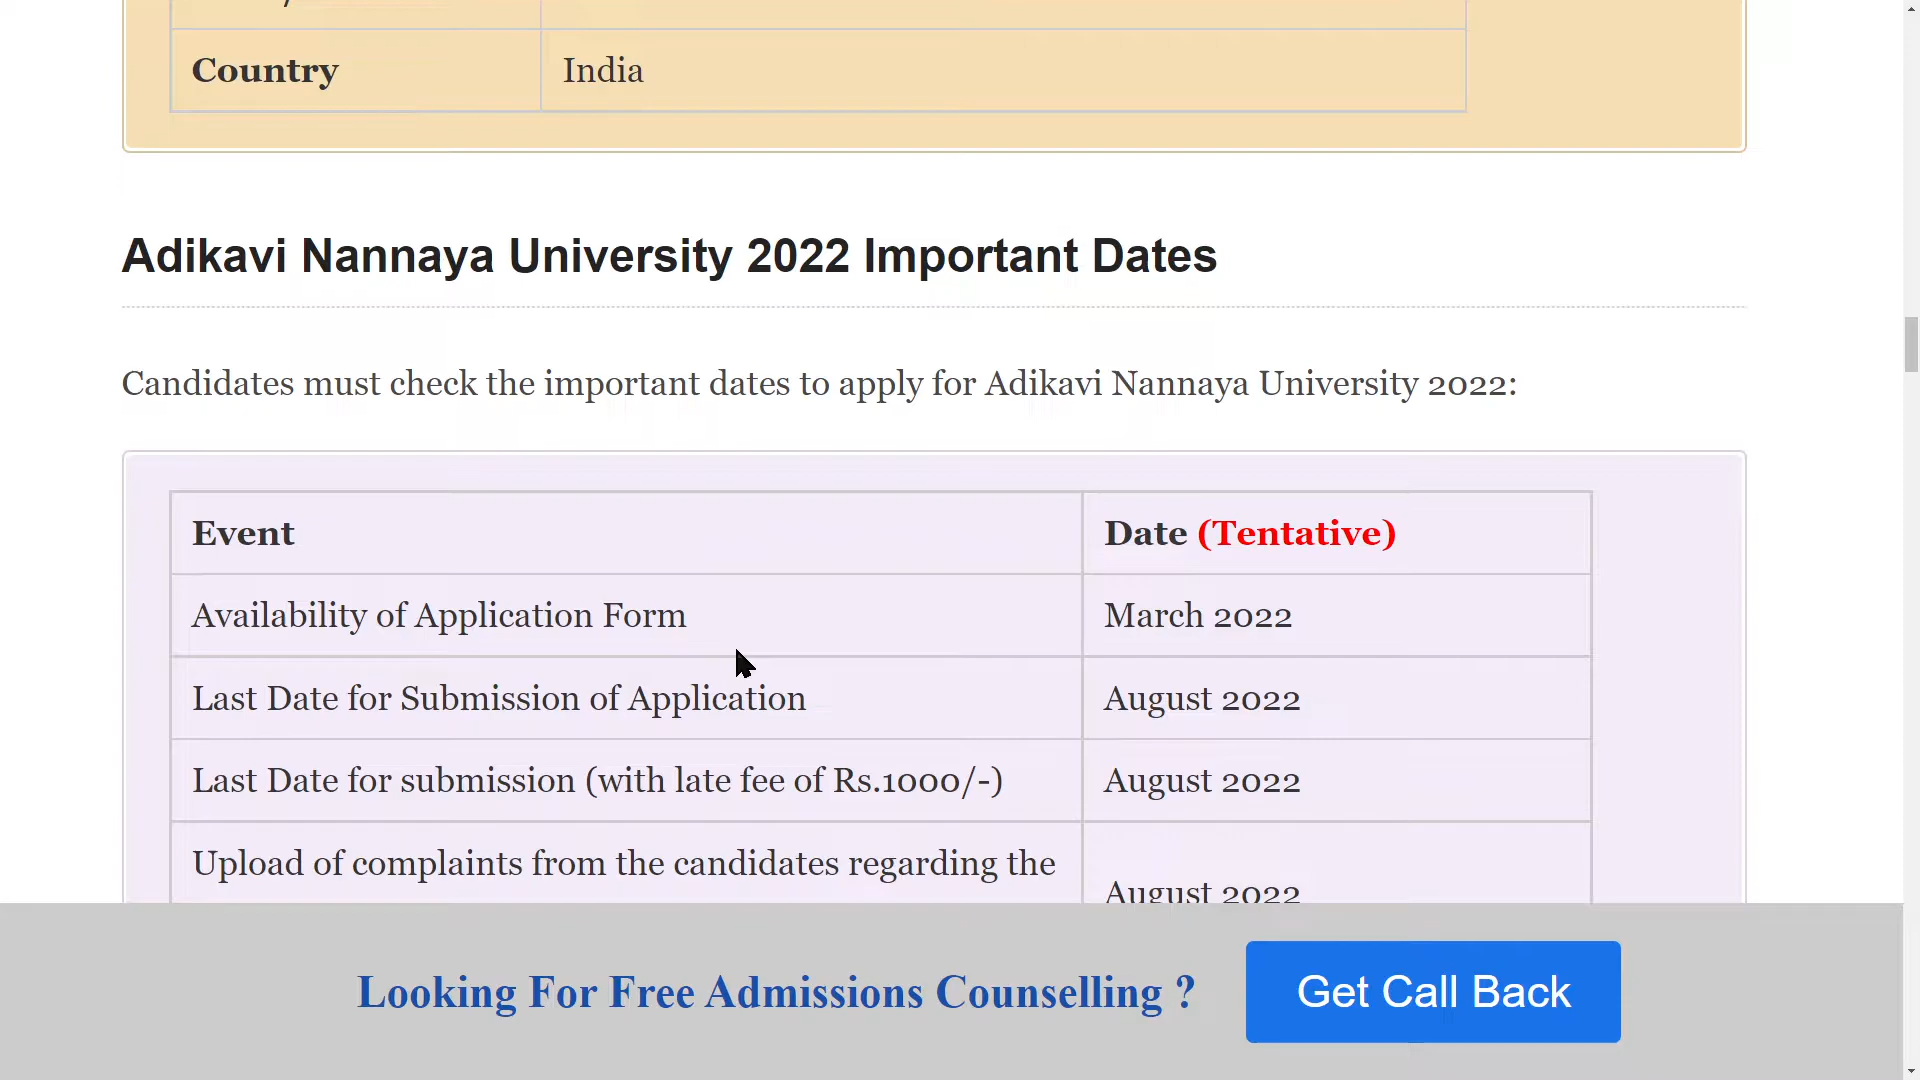 Country India
Adikavi Nannaya University 2022 Important Dates
Candidates must check the important dates to apply for Adikavi Nannaya University 2022:
Event Date (Tentative)
Availability of Application Form March 2022
Last Date for Submission of Application August 2022
Last Date for submission (with late fee of Rs.1000/-) August 2022
Upload of complaints from the candidates regarding the
August 2022
Looking For Free Admissions Counselling ? Get Call Back